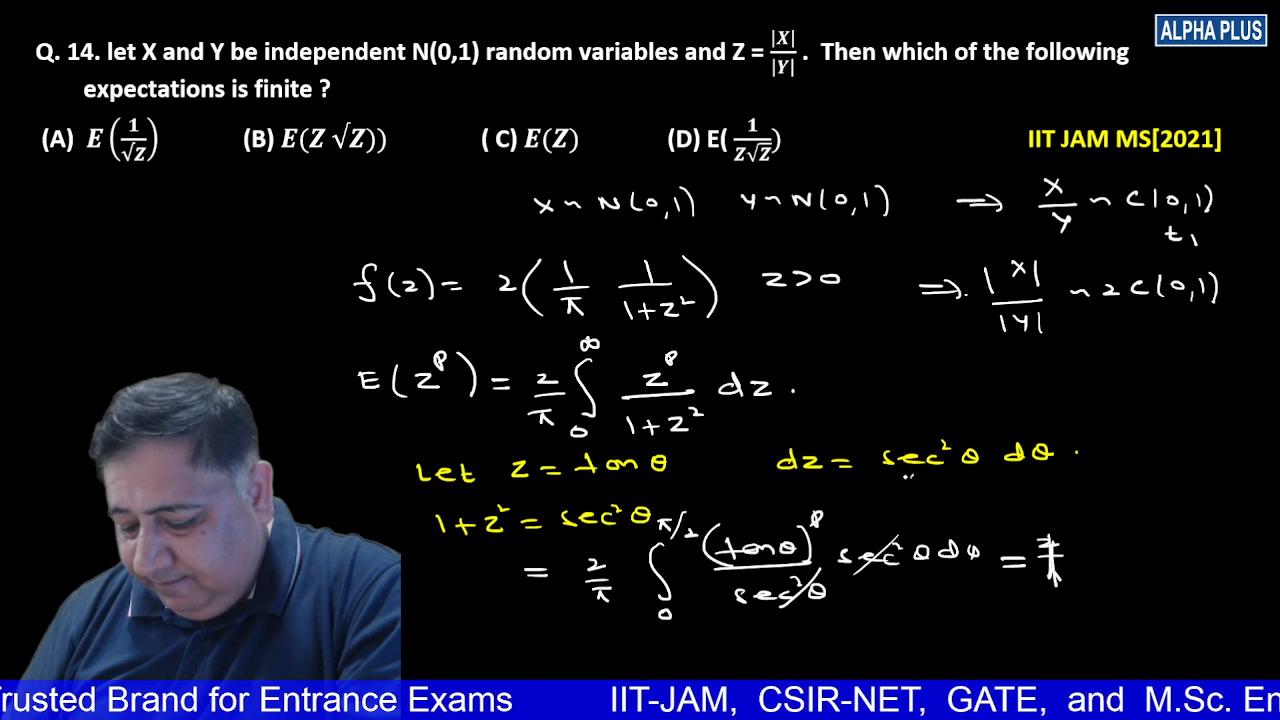 ALPHA PLUS
Q. 14. let X and Y be independent N(0,1) random variables and Z = |X|/|Y| . Then which of the following
expectations is finite ?
(A) E(1/√Z) (B) E(Z √Z)) ( C) E(Z) (D) E(1/Z√Z) IIT JAM MS[2021]
X ~ N(0,1) Y ~ N(0,1) ⟹ X/Y ~ C(0,1)
t₁
f(z) = 2(1/π 1/1+z²) z>0 ⟹ |X|/|Y| ~ 2C(0,1)
E(Z^p) = 2/π ∫₀^∞ z^p/1+z² dz.
Let z = tanθ dz = sec²θ dθ.
1+z² = sec²θ
= 2/π ∫₀^π/2 (tanθ)^p/sec²θ sec²θ dθ =
Trusted Brand for Entrance Exams IIT-JAM, CSIR-NET, GATE, and M.Sc. En